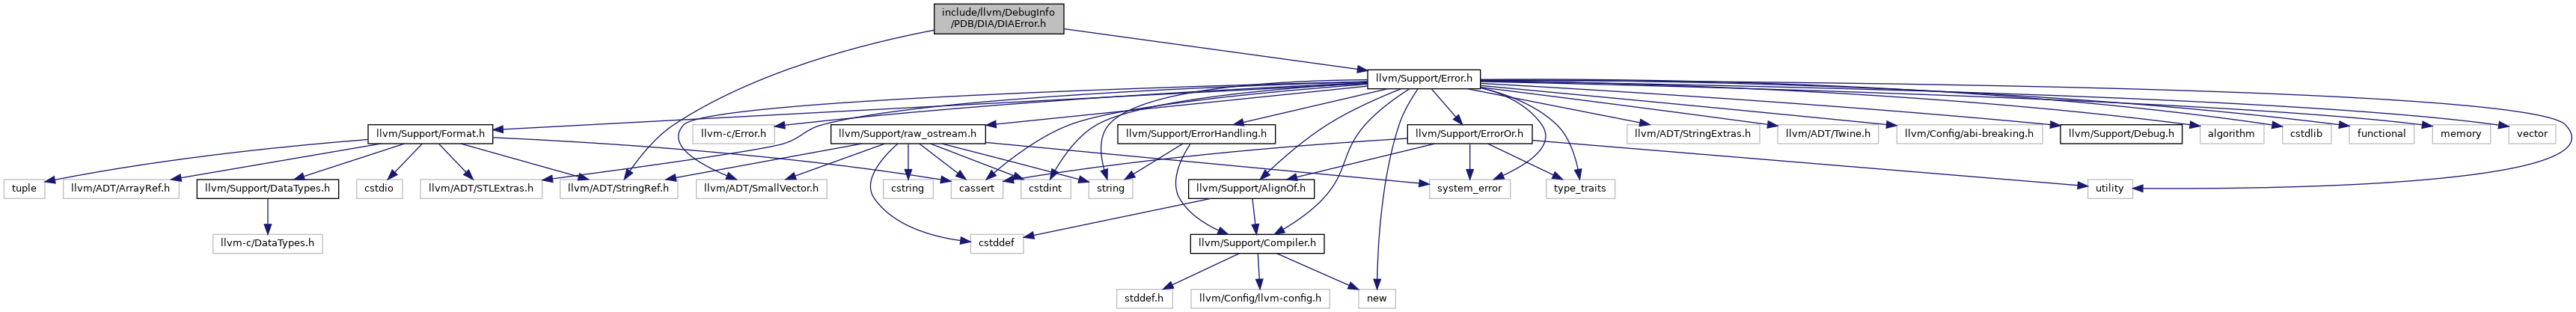 include/llvm/DebugInfo
/PDB/DIA/DIAError.h
llvm/Support/Error.h
llvm/Support/Format.h
llvm-c/Error.h
llvm/Support/raw_ostream.h
llvm/Support/ErrorHandling.h
llvm/Support/ErrorOr.h
llvm/ADT/StringExtras.h
llvm/ADT/Twine.h
llvm/Config/abi-breaking.h
llvm/Support/Debug.h
algorithm
cstdlib
functional
memory
vector
tuple
llvm/ADT/ArrayRef.h
llvm/Support/DataTypes.h
cstdio
llvm/ADT/STLExtras.h
llvm/ADT/StringRef.h
llvm/ADT/SmallVector.h
cstring
cassert
cstdint
string
llvm/Support/AlignOf.h
system_error
type_traits
utility
llvm-c/DataTypes.h
cstddef
llvm/Support/Compiler.h
stddef.h
llvm/Config/llvm-config.h
new